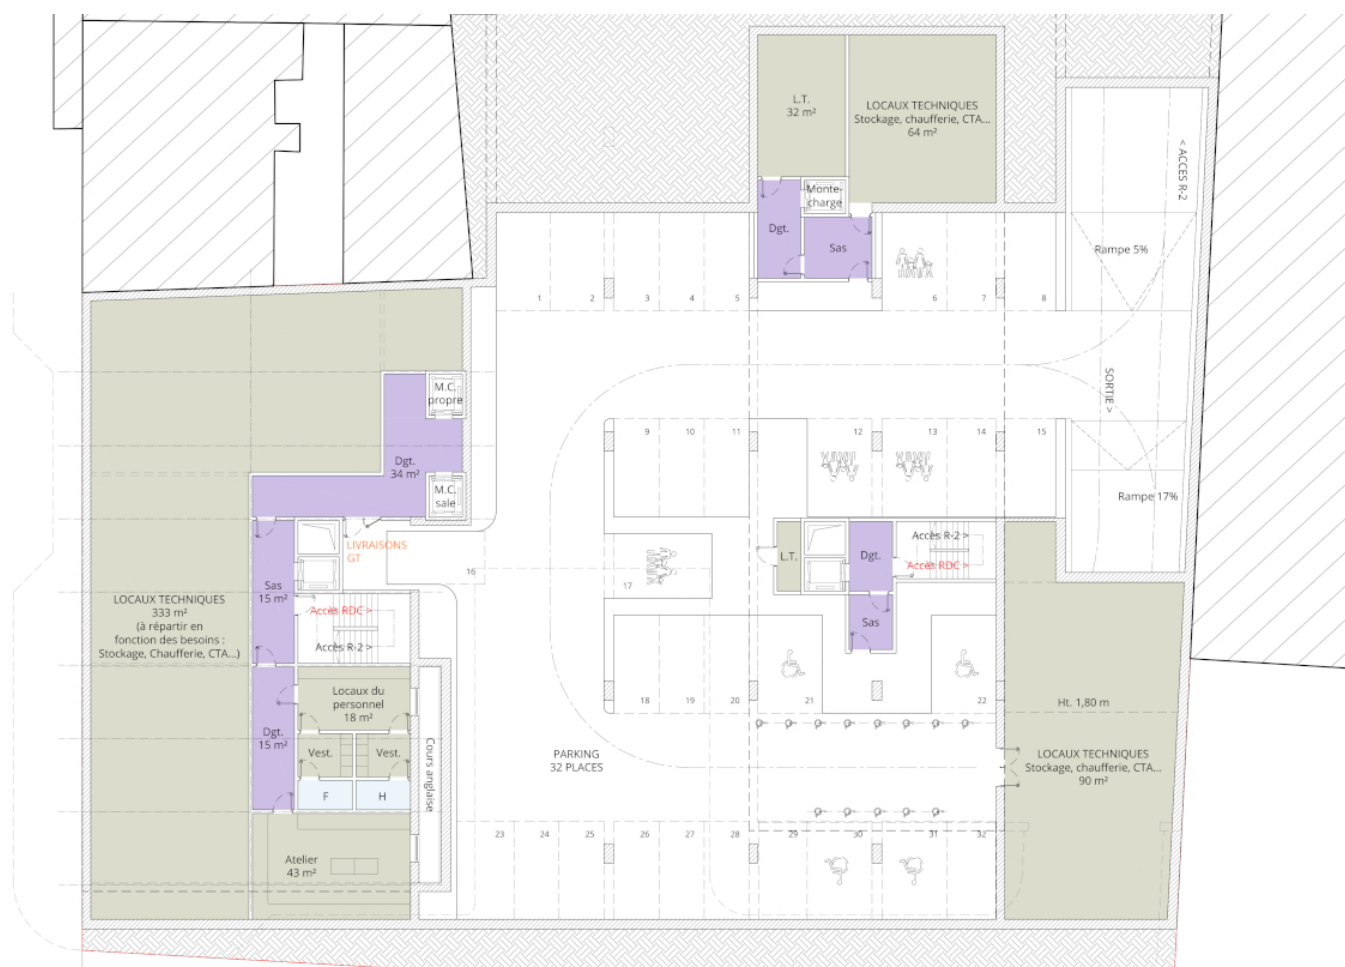 L.T.
32 m²
LOCAUX TECHNIQUES
Stockage, chaufferie, CTA...
64 m²
< ACCES R-2
Monte-
charge
Dgt.
Sas
Rampe 5%
1
2
3
4
5
6
7
8
M.C.
propre
SORTIE >
9
10
11
12
13
14
15
Dgt.
34 m²
M.C.
sale
Rampe 17%
LIVRAISONS
GT
16
17
L.T.
Dgt.
Accès R-2 >
Accès RDC >
Sas
15 m²
LOCAUX TECHNIQUES
333 m²
(à répartir en
fonction des besoins :
Stockage, Chaufferie, CTA...)
Accès RDC >
Accès R-2 >
Sas
Locaux du
personnel
18 m²
18
19
20
21
22
Ht. 1,80 m
Dgt.
15 m²
Vest.
Vest.
Cours anglaise
PARKING
32 PLACES
LOCAUX TECHNIQUES
Stockage, chaufferie, CTA...
90 m²
F
H
23
24
25
26
27
28
29
30
31
32
Atelier
43 m²